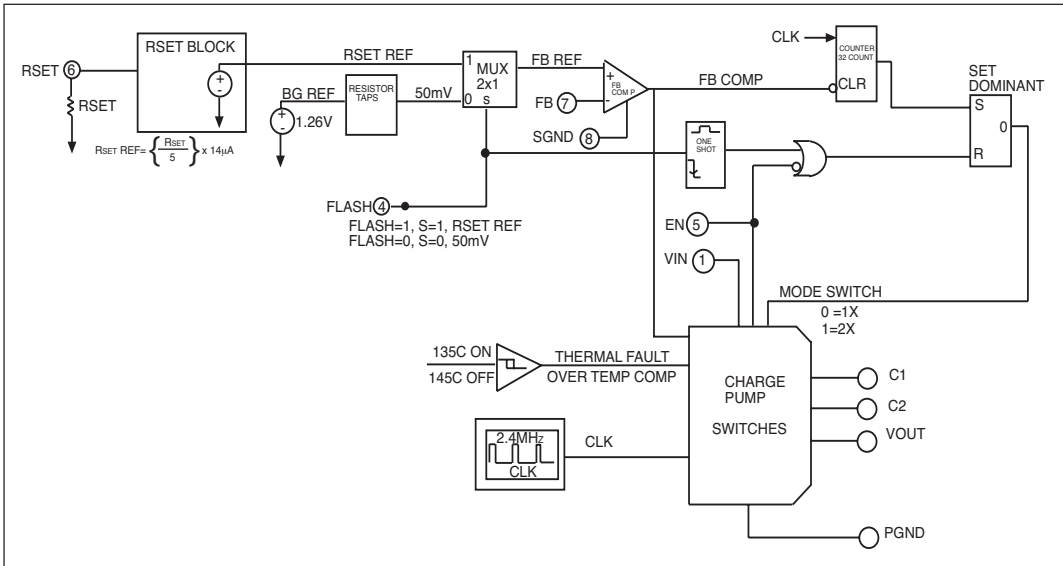 RSET BLOCK
RSET
6
RSET
+
-
RSET REF= { RSET / 5 } x 14µA
RSET REF
BG REF
+
-
1.26V
RESISTOR
TAPS
50mV
1
MUX
2x1
0 s
FB REF
+
FB
COM P
-
FB 7
SGND 8
FB COMP
CLK
COUNTER
32 COUNT
CLR
SET
DOMINANT
S
0
R
ONE
SHOT
FLASH 4
FLASH=1, S=1, RSET REF
FLASH=0, S=0, 50mV
EN 5
VIN 1
MODE SWITCH
0 =1X
1=2X
135C ON
145C OFF
THERMAL FAULT
OVER TEMP COMP
CHARGE
PUMP
SWITCHES
C1
C2
VOUT
2.4MHz
CLK
CLK
PGND